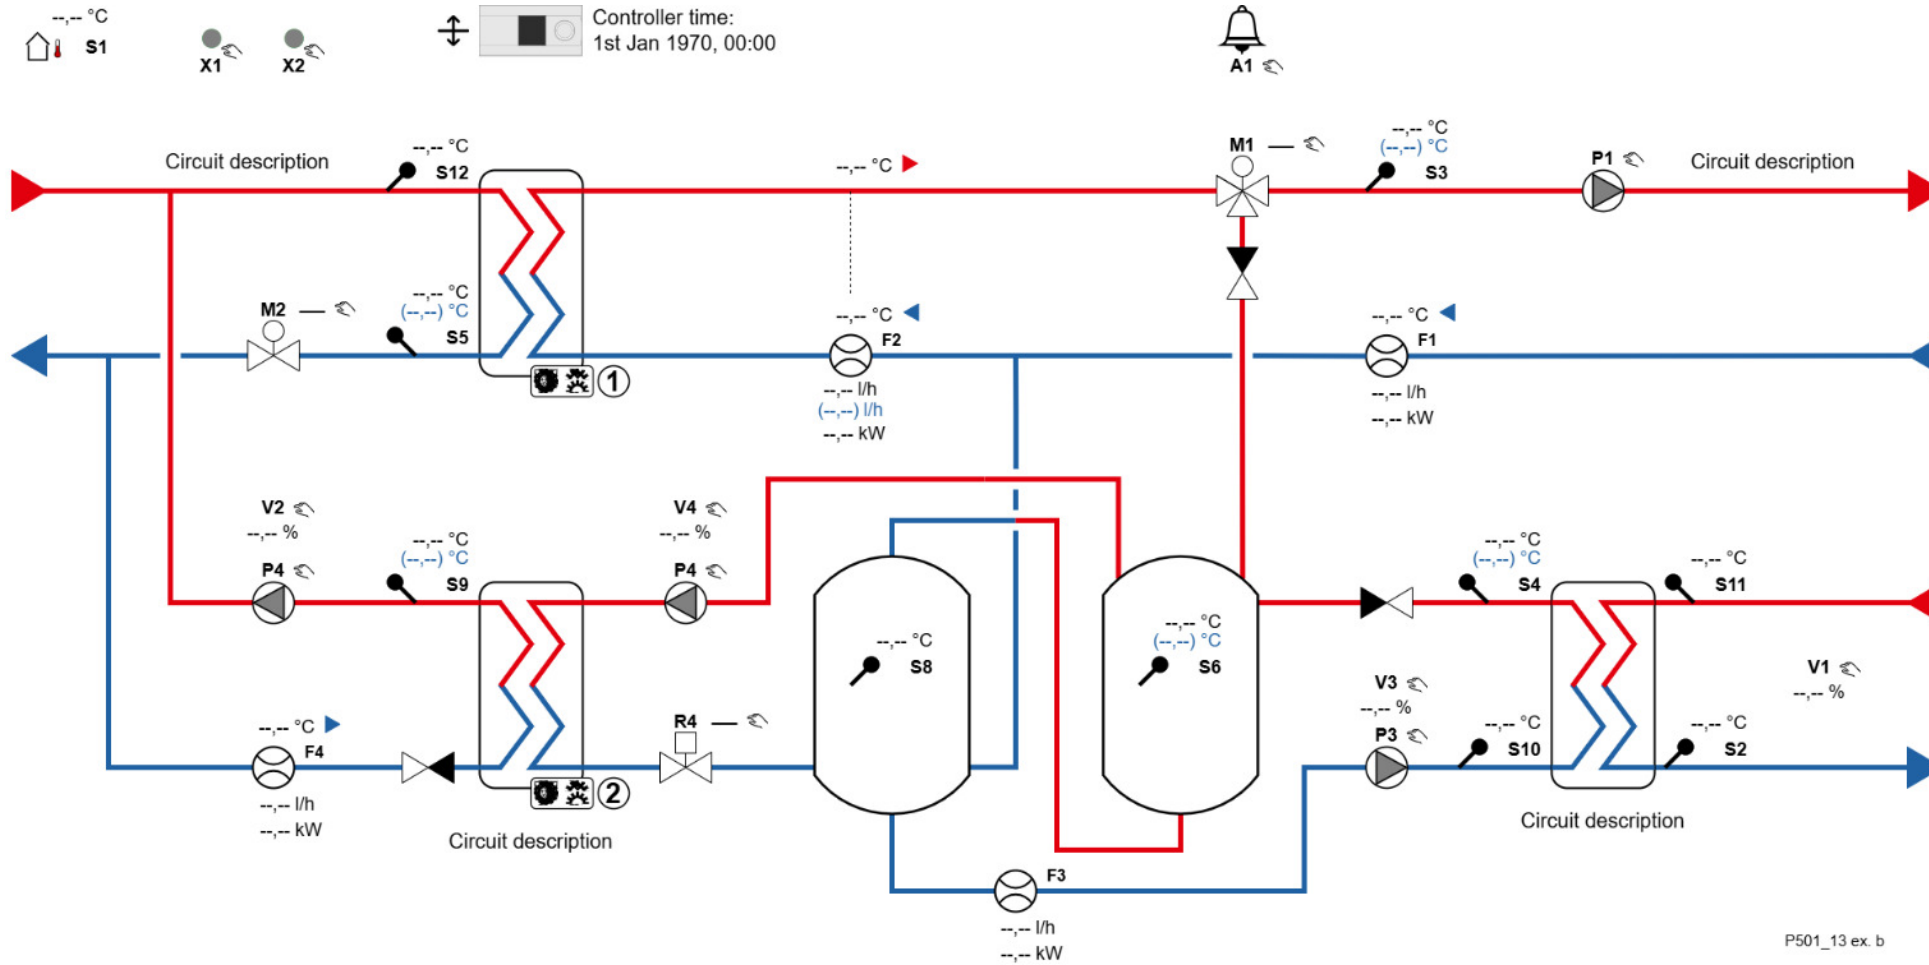 --,-- °C
S1
X1
X2
Controller time:
1st Jan 1970, 00:00
A1
Circuit description
--,-- °C
S12
--,-- °C
M1 —
--,-- °C
(--,--) °C
S3
P1
Circuit description
M2 —
--,-- °C
(--,--) °C
S5
1
--,-- °C
F2
--,-- l/h
(--,--) l/h
--,-- kW
--,-- °C
F1
--,-- l/h
--,-- kW
V2
--,-- %
P4
--,-- °C
(--,--) °C
S9
V4
--,-- %
P4
--,-- °C
S8
--,-- °C
(--,--) °C
S6
--,-- °C
(--,--) °C
S4
--,-- °C
S11
V1
--,-- %
V3
--,-- %
P3
--,-- °C
S10
--,-- °C
S2
Circuit description
--,-- °C
F4
--,-- l/h
--,-- kW
R4 —
2
Circuit description
F3
--,-- l/h
--,-- kW
P501_13 ex. b